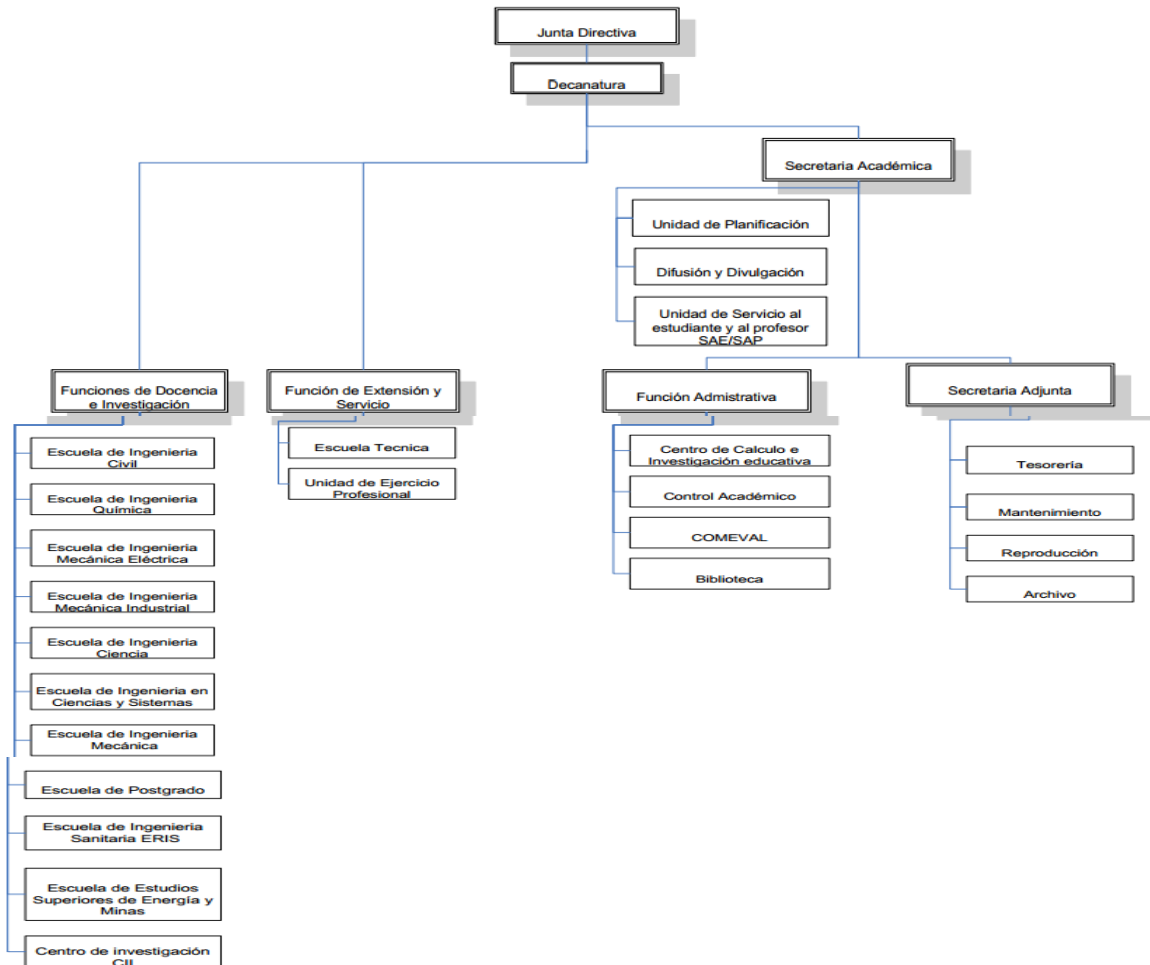 Junta Directiva
Decanatura
Secretaria Académica
Unidad de Planificación
Difusión y Divulgación
Unidad de Servicio al
estudiante y al profesor
SAE/SAP
Funciones de Docencia
e Investigación
Escuela de Ingenieria
Civil
Escuela de Ingenieria
Química
Escuela de Ingenieria
Mecánica Eléctrica
Escuela de Ingenieria
Mecánica Industrial
Escuela de Ingenieria
Ciencia
Escuela de Ingenieria en
Ciencias y Sistemas
Escuela de Ingenieria
Mecánica
Escuela de Postgrado
Escuela de Ingenieria
Sanitaria ERIS
Escuela de Estudios
Superiores de Energía y
Minas
Centro de investigación
CII
Función de Extensión y
Servicio
Escuela Tecnica
Unidad de Ejercicio
Profesional
Función Admistrativa
Centro de Calculo e
Investigación educativa
Control Académico
COMEVAL
Biblioteca
Secretaria Adjunta
Tesorería
Mantenimiento
Reproducción
Archivo